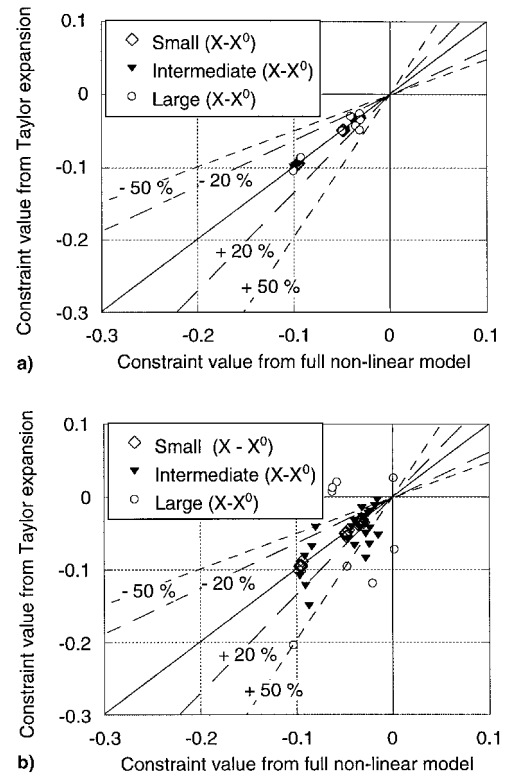 0.1
0
-0.1
-0.2
-0.3
Constraint value from Taylor expansion
Small (X-X⁰)
Intermediate (X-X⁰)
Large (X-X⁰)
- 50 %
- 20 %
+ 20 %
+ 50 %
-0.3 -0.2 -0.1 0 0.1
a) Constraint value from full non-linear model
0.1
0
-0.1
-0.2
-0.3
Constraint value from Taylor expansion
Small (X - X⁰)
Intermediate (X-X⁰)
Large (X-X⁰)
- 50 %
- 20 %
+ 20 %
+ 50 %
-0.3 -0.2 -0.1 0 0.1
b) Constraint value from full non-linear model